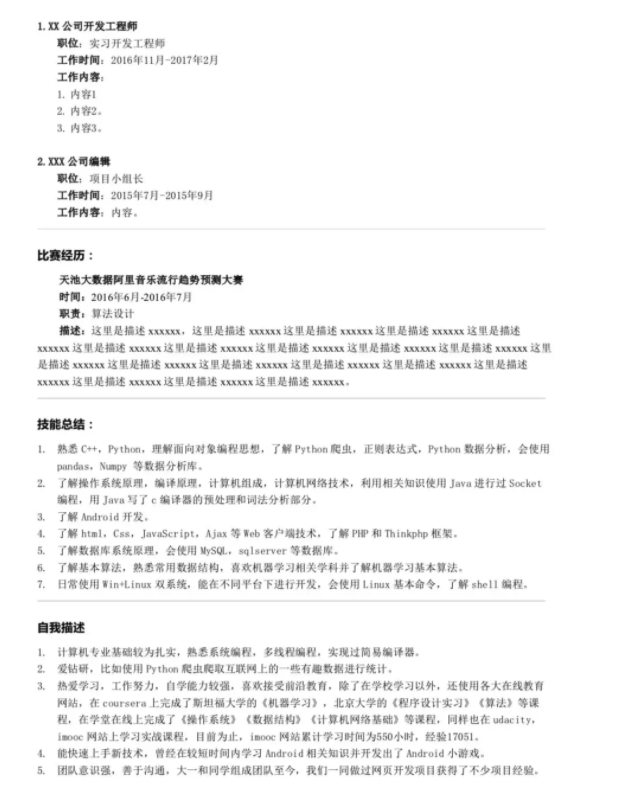 1.XX 公司开发工程师
职位：实习开发工程师
工作时间：2016年11月-2017年2月
工作内容：
1. 内容1
2. 内容2。
3. 内容3。
2.XXX 公司编辑
职位：项目小组长
工作时间：2015年7月-2015年9月
工作内容：内容。
比赛经历：
天池大数据阿里音乐流行趋势预测大赛
时间：2016年6月-2016年7月
职责：算法设计
描述：这里是描述 xxxxxx，这里是描述 xxxxxx 这里是描述 xxxxxx 这里是描述 xxxxxx 这里是描述
xxxxxx 这里是描述 xxxxxx 这里是描述 xxxxxx 这里是描述 xxxxxx 这里是描述 xxxxxx 这里是描述 xxxxxx 这里
是描述 xxxxxx 这里是描述 xxxxxx 这里是描述 xxxxxx 这里是描述 xxxxxx 这里是描述 xxxxxx 这里是描述
xxxxxx 这里是描述 xxxxxx 这里是描述 xxxxxx 这里是描述 xxxxxx。
技能总结：
1. 熟悉 C++，Python，理解面向对象编程思想，了解 Python 爬虫，正则表达式，Python 数据分析，会使用
pandas，Numpy 等数据分析库。
2. 了解操作系统原理，编译原理，计算机组成，计算机网络技术，利用相关知识使用 Java 进行过 Socket
编程，用 Java 写了 c 编译器的预处理和词法分析部分。
3. 了解 Android 开发。
4. 了解 html，Css，JavaScript，Ajax 等 Web 客户端技术，了解 PHP 和 Thinkphp 框架。
5. 了解数据库系统原理，会使用 MySQL，sqlserver 等数据库。
6. 了解基本算法，熟悉常用数据结构，喜欢机器学习相关学科并了解机器学习基本算法。
7. 日常使用 Win+Linux 双系统，能在不同平台下进行开发，会使用 Linux 基本命令，了解 shell 编程。
自我描述
1. 计算机专业基础较为扎实，熟悉系统编程，多线程编程，实现过简易编译器。
2. 爱钻研，比如使用 Python 爬虫爬取互联网上的一些有趣数据进行统计。
3. 热爱学习，工作努力，自学能力较强，喜欢接受前沿教育，除了在学校学习以外，还使用各大在线教育
网站，在 coursera 上完成了斯坦福大学的《机器学习》，北京大学的《程序设计实习》《算法》等课
程，在学堂在线上完成了《操作系统》《数据结构》《计算机网络基础》等课程，同样也在 udacity，
imooc 网站上学习实战课程，目前为止，imooc 网站累计学习时间为550小时，经验17051。
4. 能快速上手新技术，曾经在较短时间内学习 Android 相关知识并开发出了 Android 小游戏。
5. 团队意识强，善于沟通，大一和同学组成团队至今，我们一同做过网页开发项目获得了不少项目经验。